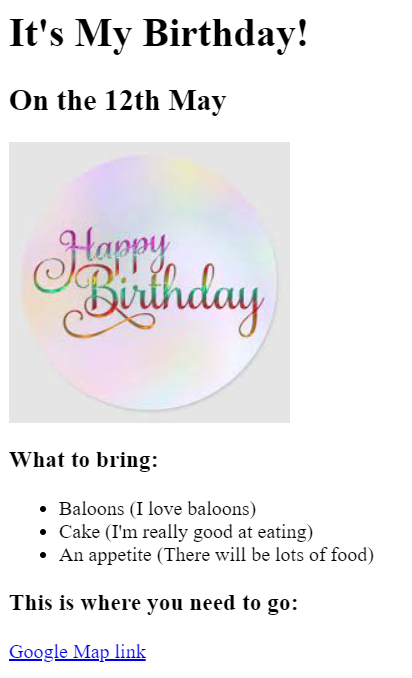 It's My Birthday!
On the 12th May
Happy
Birthday
What to bring:
Baloons (I love baloons)
Cake (I'm really good at eating)
An appetite (There will be lots of food)
This is where you need to go:
Google Map link